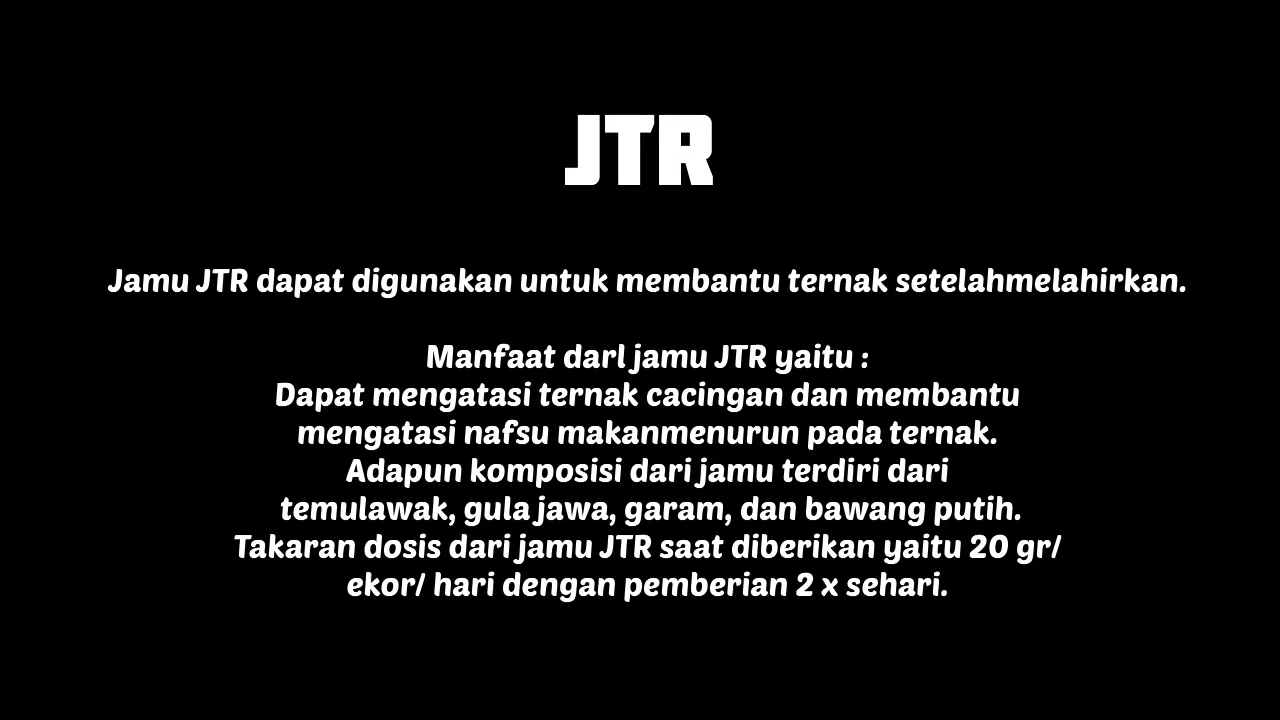 JTR
Jamu JTR dapat digunakan untuk membantu ternak setelahmelahirkan.
Manfaat darl jamu JTR yaitu :
Dapat mengatasi ternak cacingan dan membantu
mengatasi nafsu makanmenurun pada ternak.
Adapun komposisi dari jamu terdiri dari
temulawak, gula jawa, garam, dan bawang putih.
Takaran dosis dari jamu JTR saat diberikan yaitu 20 gr/
ekor/ hari dengan pemberian 2 x sehari.